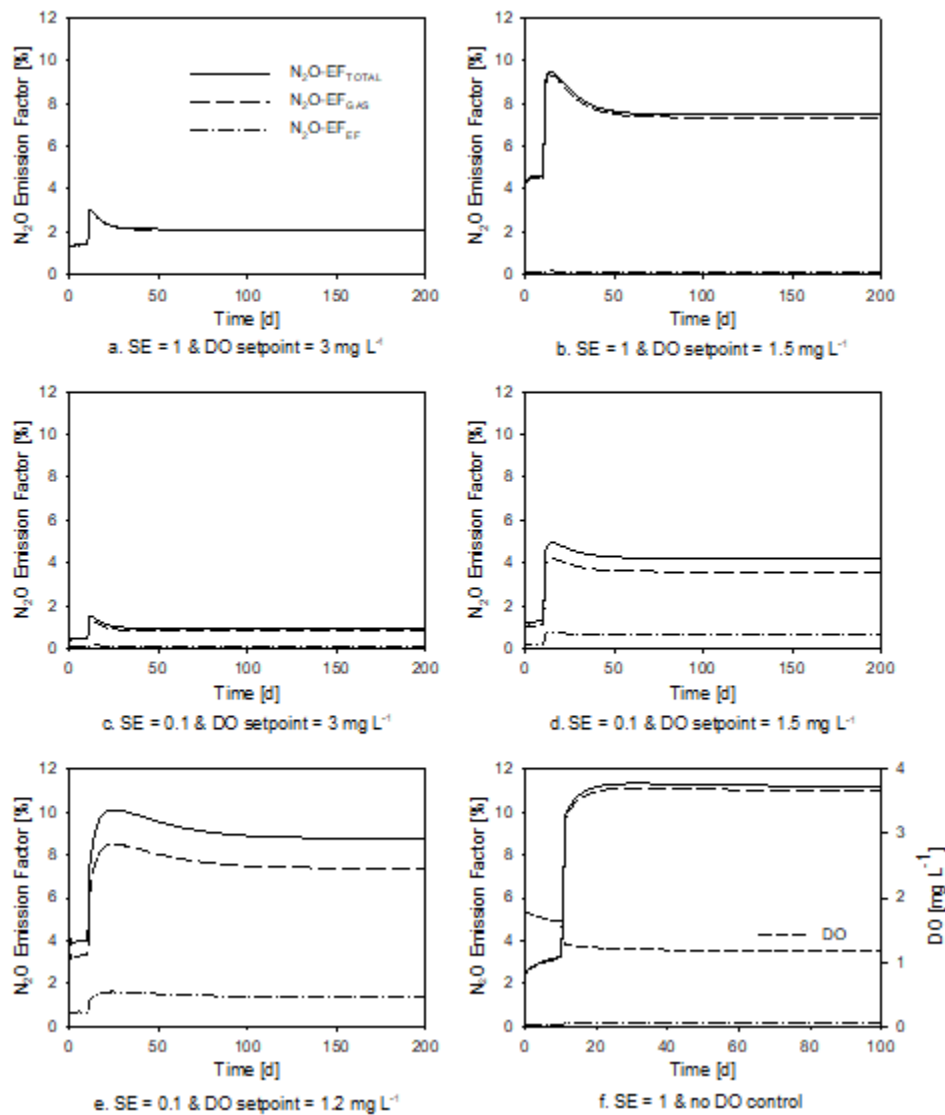 N₂O Emission Factor [%]
12
10
8
6
4
2
0
N₂O-EF_TOTAL
N₂O-EF_GAS
N₂O-EF_EF
0 50 100 150 200
Time [d]
a. SE = 1 & DO setpoint = 3 mg L⁻¹
N₂O Emission Factor [%]
12
10
8
6
4
2
0
0 50 100 150 200
Time [d]
b. SE = 1 & DO setpoint = 1.5 mg L⁻¹
N₂O Emission Factor [%]
12
10
8
6
4
2
0
0 50 100 150 200
Time [d]
c. SE = 0.1 & DO setpoint = 3 mg L⁻¹
N₂O Emission Factor [%]
12
10
8
6
4
2
0
0 50 100 150 200
Time [d]
d. SE = 0.1 & DO setpoint = 1.5 mg L⁻¹
N₂O Emission Factor [%]
12
10
8
6
4
2
0
0 50 100 150 200
Time [d]
e. SE = 0.1 & DO setpoint = 1.2 mg L⁻¹
N₂O Emission Factor [%]
12
10
8
6
4
2
0
DO
4
3
2
1
0
DO [mg L⁻¹]
0 20 40 60 80 100
Time [d]
f. SE = 1 & no DO control